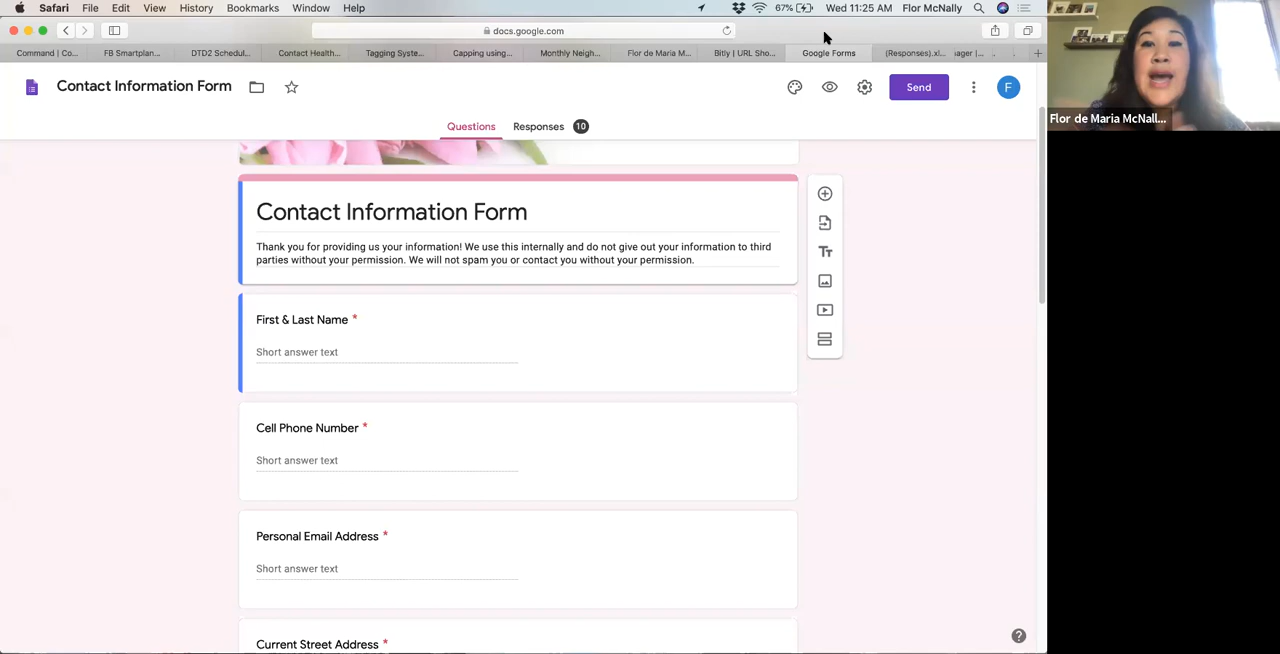 Safari File Edit View History Bookmarks Window Help 67% Wed 11:25 AM Flor McNally
docs.google.com
Command | Co... FB Smartplan... DTD2 Schedul... Contact Health... Tagging Syste... Capping using... Monthly Neigh... Flor de Maria M... Bitly | URL Sho... Google Forms (Responses).xl... ager |...
Contact Information Form Send F
Questions Responses 10
Contact Information Form
Thank you for providing us your information! We use this internally and do not give out your information to third
parties without your permission. We will not spam you or contact you without your permission.
First & Last Name *
Short answer text
Cell Phone Number *
Short answer text
Personal Email Address *
Short answer text
Current Street Address *
Tт
?
Flor de Maria McNall...